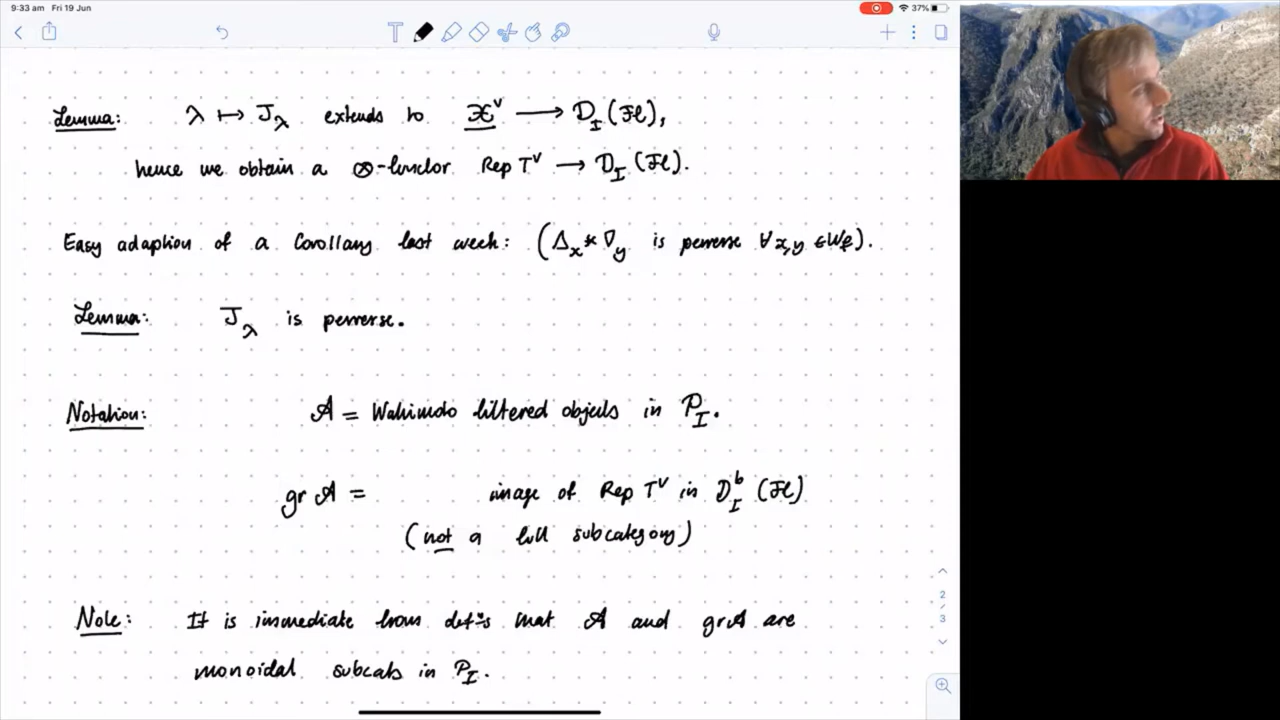 9:33 am Fri 19 Jun
37%
Lemma: λ ↦ J_λ extends to 𝒳^∨ → D_I(Fl),
hence we obtain a ⊗-functor Rep T^∨ → D_I(Fl).
Easy adaption of a Corollary last week: (Δ_x * ∇_y is perverse ∀x,y ∈ W_f).
Lemma: J_λ is perverse.
Notation: 𝒜 = Wakimoto filtered objects in P_I.
gr 𝒜 = image of Rep T^∨ in D^b_I(Fl)
(not a full subcategory)
Note: It is immediate from def^ns that 𝒜 and gr𝒜 are
monoidal subcats in P_I.
2
/
3